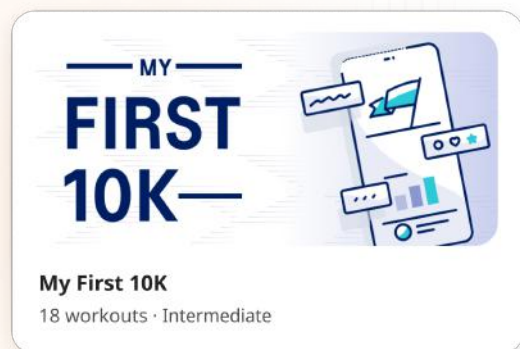 MY
FIRST
10K
My First 10K
18 workouts · Intermediate